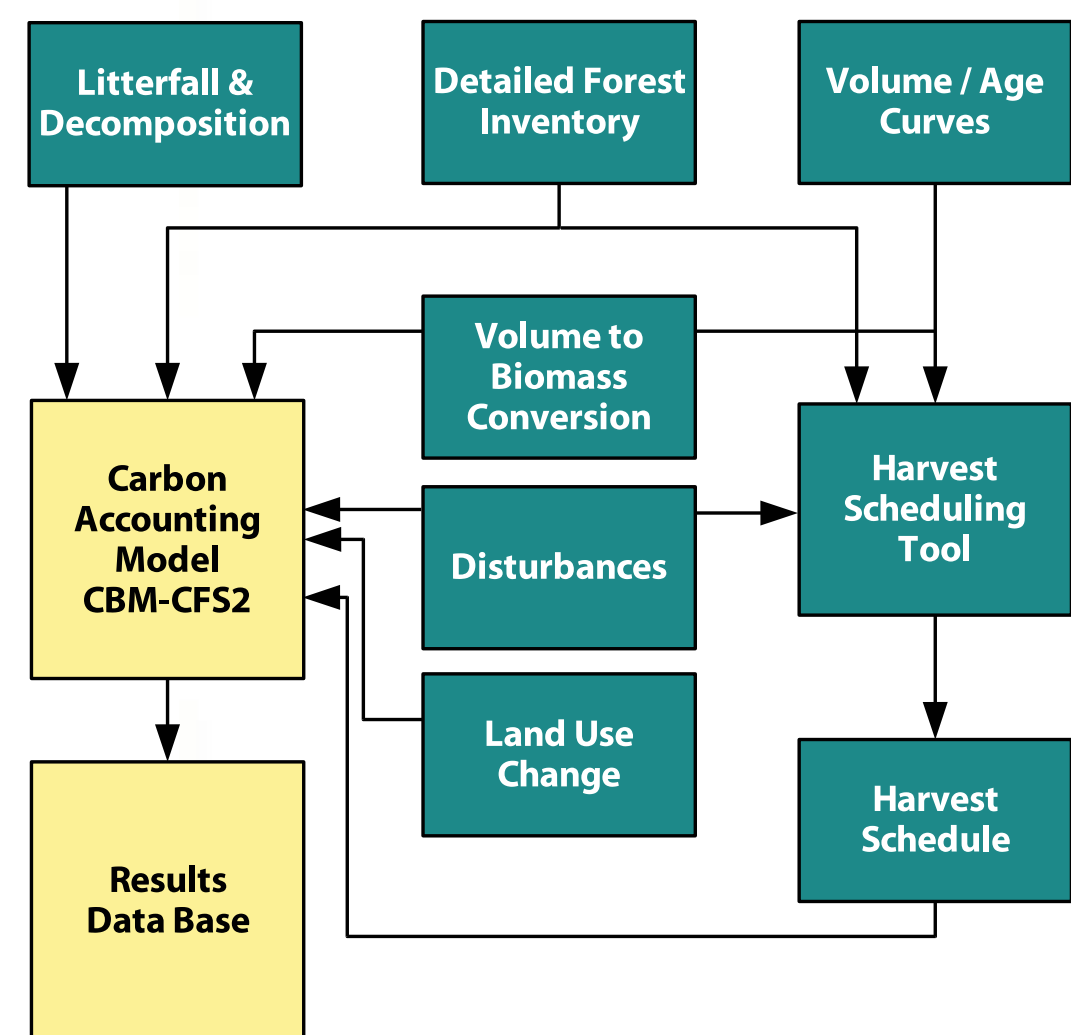 Litterfall &
Decomposition
Detailed Forest
Inventory
Volume / Age
Curves
Volume to
Biomass
Conversion
Carbon
Accounting
Model
CBM-CFS2
Harvest
Scheduling
Tool
Disturbances
Land Use
Change
Harvest
Schedule
Results
Data Base